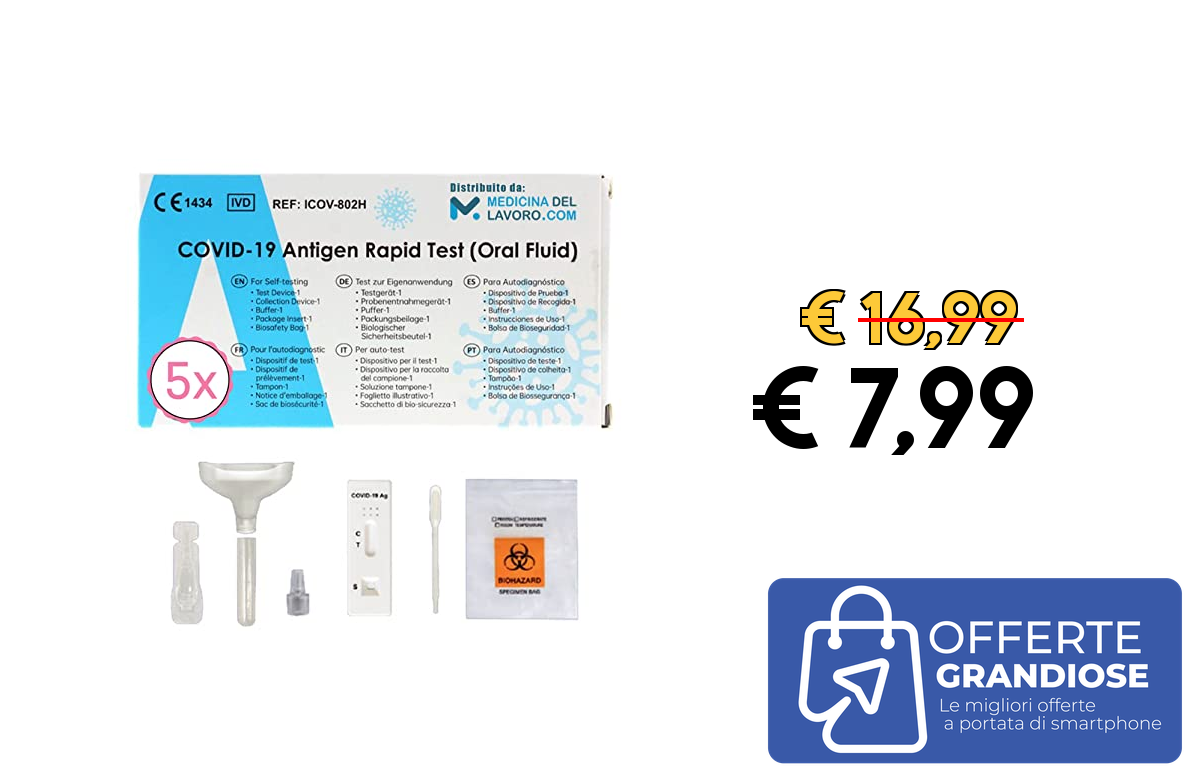 CE 1434 IVD REF: ICOV-802H
Distribuito da:
MEDICINA DEL
LAVORO.COM
COVID-19 Antigen Rapid Test (Oral Fluid)
EN For Self-testing
• Test Device-1
• Collection Device-1
• Buffer-1
• Package Insert-1
• Biosafety Bag-1
DE Test zur Eigenanwendung
• Testgerät-1
• Probenentnahmegerät-1
• Puffer-1
• Packungsbeilage-1
• Biologischer
Sicherheitsbeutel-1
ES Para Autodiagnóstico
• Dispositivo de Prueba-1
• Dispositivo de Recogida-1
• Buffer-1
• Instrucciones de Uso-1
• Bolsa de Bioseguridad-1
FR Pour l'autodiagnostic
• Dispositif de test-1
• Dispositif de
prélèvement-1
• Tampon-1
• Notice d'emballage-1
• Sac de biosécurité-1
IT Per auto-test
• Dispositivo per il test-1
• Dispositivo per la raccolta
del campione-1
• Soluzione tampone-1
• Foglietto illustrativo-1
• Sacchetto di bio-sicurezza-1
PT Para Autodiagnóstico
• Dispositivo de teste-1
• Dispositivo de colheita-1
• Tampão-1
• Instruções de Uso-1
• Bolsa de Biossegurança-1
5x
€ 16,99
€ 7,99
COVID-19 Ag
C
T
S
FROZEN REFRIGERATE
ROOM TEMPERATURE
BIOHAZARD
SPECIMEN BAG
OFFERTE
GRANDIOSE
Le migliori offerte
a portata di smartphone